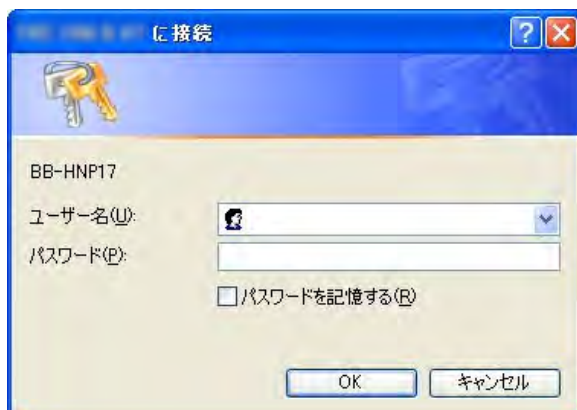 に接続
BB-HNP17
ユーザー名(U):
パスワード(P):
パスワードを記憶する(R)
OK
キャンセル